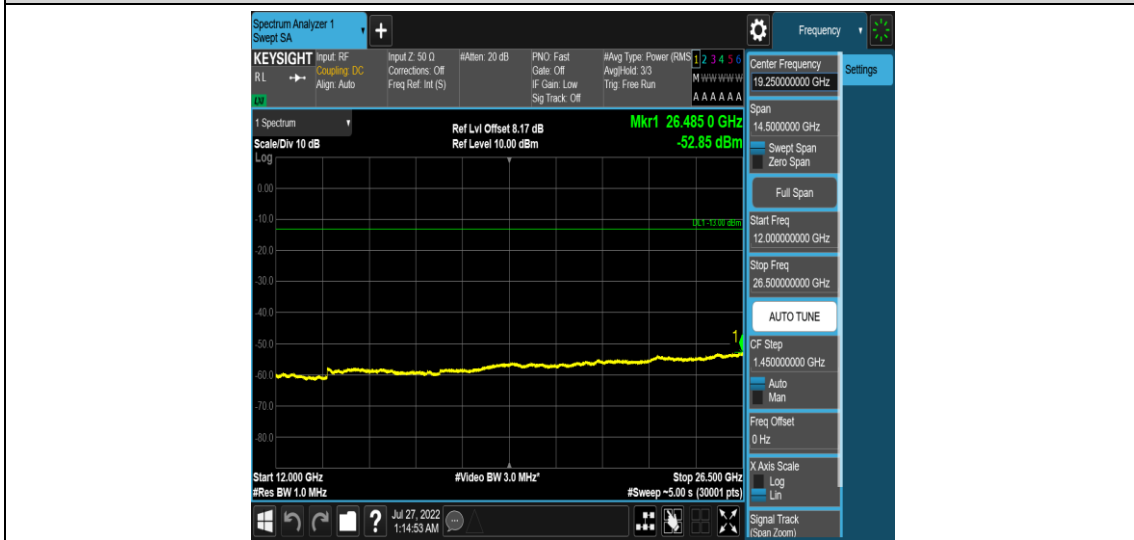 Spectrum Analyzer 1
Swept SA
+
Frequency
KEYSIGHT
RL
LXI
Input: RF
Coupling: DC
Align: Auto
Input Z: 50 Ω
Corrections: Off
Freq Ref: Int (S)
#Atten: 20 dB
PNO: Fast
Gate: Off
IF Gain: Low
Sig Track: Off
#Avg Type: Power (RMS
Avg|Hold: 3/3
Trig: Free Run
1 2 3 4 5 6
M W W W W W
A A A A A A
1 Spectrum
Scale/Div 10 dB
Log
Ref Lvl Offset 8.17 dB
Ref Level 10.00 dBm
Mkr1 26.485 0 GHz
-52.85 dBm
0.00
-10.0
DL1 -13.00 dBm
-20.0
-30.0
-40.0
1
-50.0
-60.0
-70.0
-80.0
Start 12.000 GHz
#Res BW 1.0 MHz
#Video BW 3.0 MHz*
Stop 26.500 GHz
#Sweep ~5.00 s (30001 pts)
Center Frequency
19.250000000 GHz
Settings
Span
14.5000000 GHz
Swept Span
Zero Span
Full Span
Start Freq
12.000000000 GHz
Stop Freq
26.500000000 GHz
AUTO TUNE
CF Step
1.450000000 GHz
Auto
Man
Freq Offset
0 Hz
X Axis Scale
Log
Lin
Signal Track
(Span Zoom)
?
Jul 27, 2022
1:14:53 AM